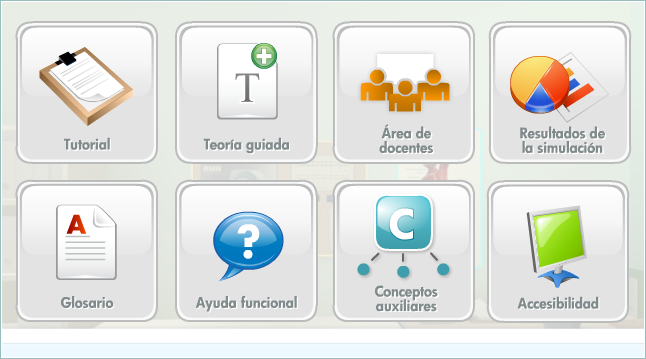 T
Tutorial
Teoría guiada
Área de
docentes
Resultados de
la simulación
A
?
C
Glosario
Ayuda funcional
Conceptos
auxiliares
Accesibilidad